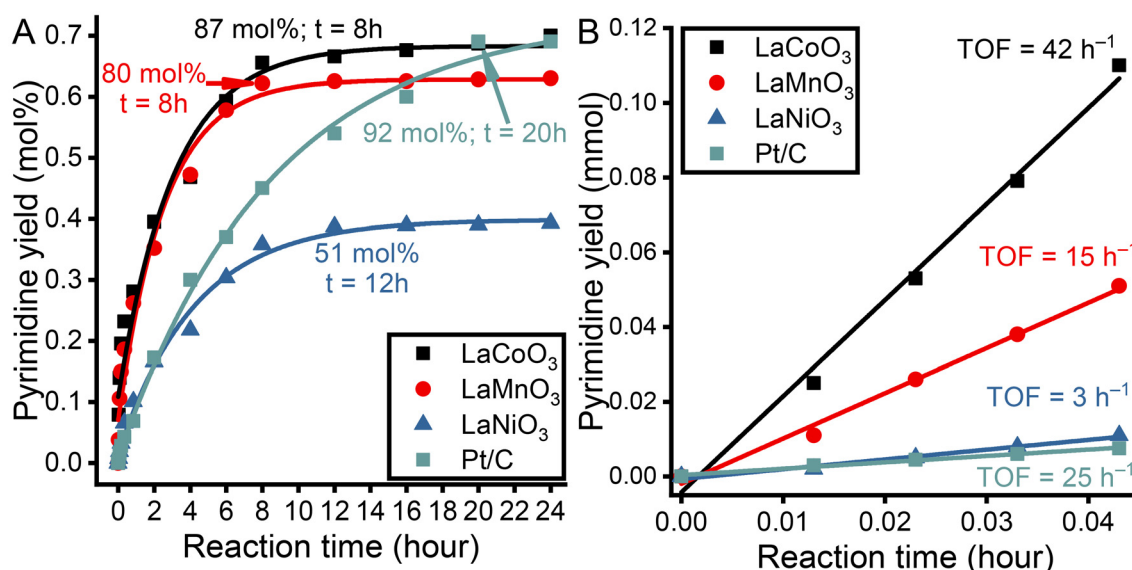 A
Pyrimidine yield (mol%)
0.7
0.6
0.5
0.4
0.3
0.2
0.1
0.0
87 mol%; t = 8h
80 mol%
t = 8h
92 mol%; t = 20h
51 mol%
t = 12h
LaCoO₃
LaMnO₃
LaNiO₃
Pt/C
0 2 4 6 8 10 12 14 16 18 20 22 24
Reaction time (hour)
B
Pyrimidine yield (mmol)
0.12
0.10
0.08
0.06
0.04
0.02
0.00
LaCoO₃
LaMnO₃
LaNiO₃
Pt/C
TOF = 42 h⁻¹
TOF = 15 h⁻¹
TOF = 3 h⁻¹
TOF = 25 h⁻¹
0.00 0.01 0.02 0.03 0.04
Reaction time (hour)